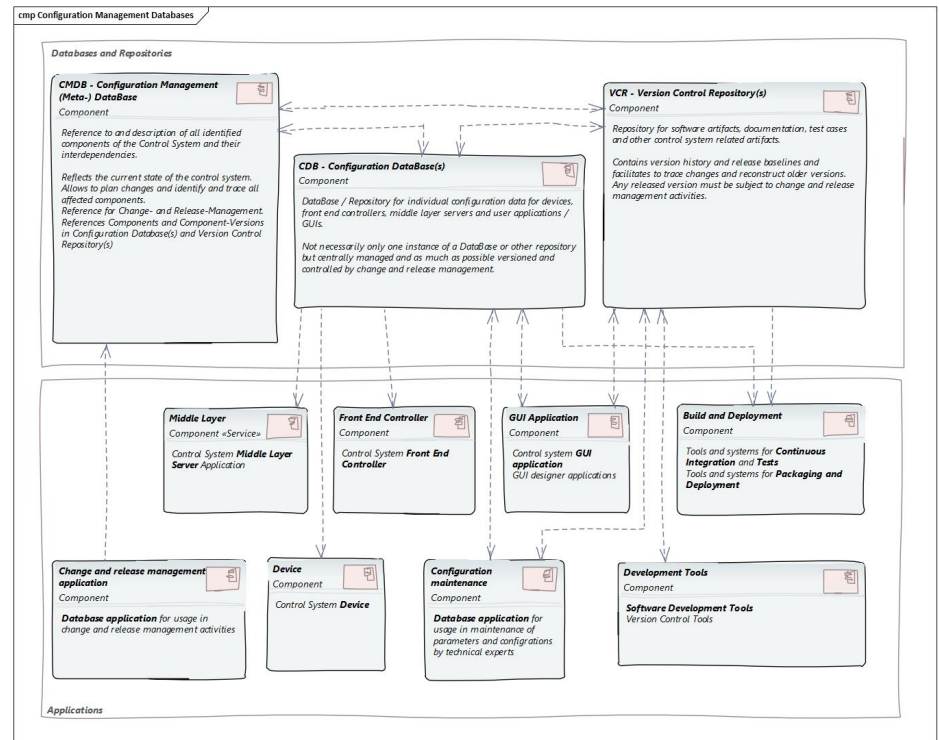 cmp Configuration Management Databases
Databases and Repositories
CMDB - Configuration Management
(Meta-) DataBase
Component
Reference to and description of all identified
components of the Control System and their
interdependencies.
Reflects the current state of the control system.
Allows to plan changes and identify and trace all
affected components.
Reference for Change- and Release-Management.
References Components and Component-Versions
in Configuration Database(s) and Version Control
Repository(s)
CDB - Configuration DataBase(s)
Component
DataBase / Repository for individual configuration data for devices,
front end controllers, middle layer servers and user applications /
GUIs.
Not necessarily only one instance of a DataBase or other repository
but centrally managed and as much as possible versioned and
controlled by change and release management.
VCR - Version Control Repository(s)
Component
Repository for software artifacts, documentation, test cases
and other control system related artifacts.
Contains version history and release baselines and
facilitates to trace changes and reconstruct older versions.
Any released version must be subject to change and release
management activities.
Middle Layer
Component «Service»
Control System Middle Layer
Server Application
Front End Controller
Component
Control System Front End
Controller
GUI Application
Component
Control system GUI
application
GUI designer applications
Build and Deployment
Component
Tools and systems for Continuous
Integration and Tests
Tools and systems for Packaging and
Deployment
Change and release management
application
Component
Database application for usage in
change and release management activities
Device
Component
Control System Device
Configuration
maintenance
Component
Database application for
usage in maintenance of
parameters and configrations
by technical experts
Development Tools
Component
Software Development Tools
Version Control Tools
Applications